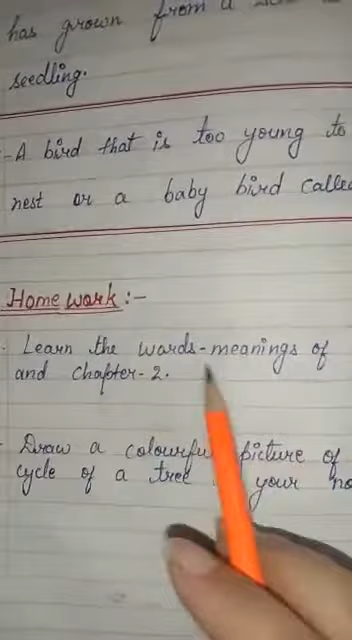 has grown from a
seedling.
- A bird that is too young to
nest or a baby bird called
Home work:-
Learn the words-meanings of
and chapter-2.
Draw a colourful picture of
cycle of a tree your